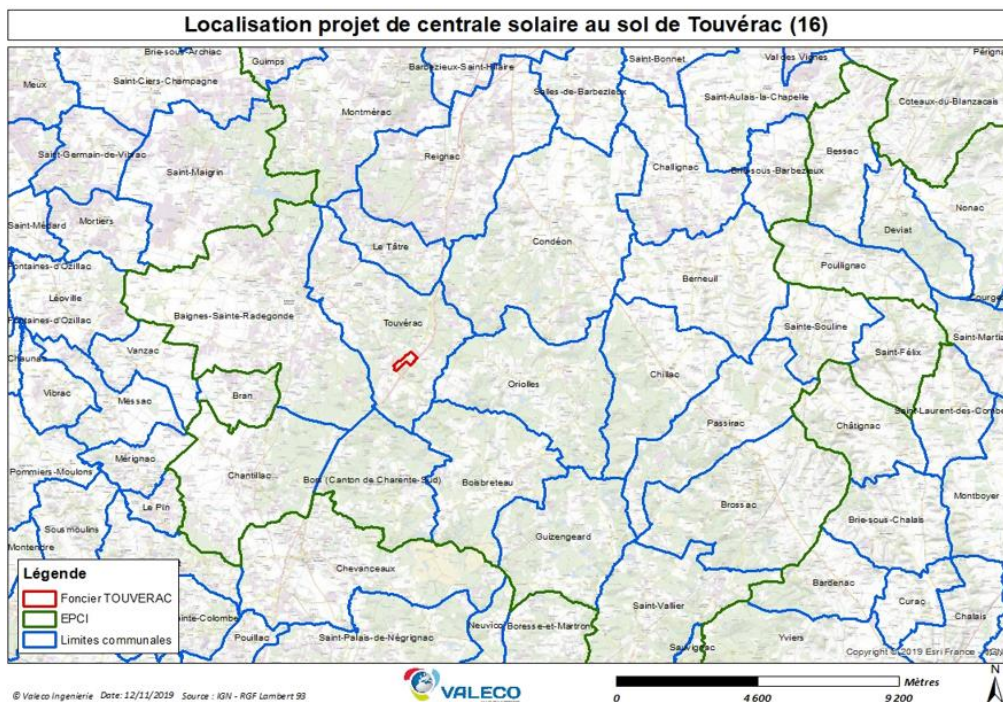 Localisation projet de centrale solaire au sol de Touvérac (16)
Brie-sous-Archiac
Guimps
Barbezieux-Saint-Hilaire
Saint-Bonnet
Val des Vignes
Meux
Saint-Ciers-Champagne
Montmérac
Salles-de-Barbezieux
Saint-Aulais-la-Chapelle
Coteaux-du-Blanzacais
Saint-Germain-de-Vibrac
Reignac
Bessac
Saint-Maigrin
Challignac
Brie-sous-Barbezieux
Nonac
Saint-Médard
Mortiers
Deviat
Le Tâtre
Condéon
Fontaines-d'Ozillac
Berneuil
Poullignac
Léoville
Baignes-Sainte-Radegonde
Touvérac
Sainte-Souline
Fontaines-d'Ozillac
Vanzac
Saint-Félix
Chaunac
Vibrac
Messac
Bran
Oriolles
Chillac
Saint-Laurent-des-Combes
Passirac
Châtignac
Mérignac
Pommiers-Moulons
Chantillac
Bors (Canton de Charente-Sud)
Boisbreteau
Montboyer
Le Pin
Brossac
Sousmoulins
Guizengeard
Brie-sous-Chalais
Montendre
Chevanceaux
Bardenac
Saint-Vallier
Curac
Chalais
Pouillac
Saint-Palais-de-Négrignac
Neuvicq
Boresse-et-Martron
Sauvignac
Yviers
Légende
Foncier TOUVERAC
EPCI
Limites communales
Copyright © 2019 Esri France - IGN
© Valeco Ingenierie Date: 12/11/2019 Source : IGN - RGF Lambert 93
VALECO
Mètres
0 4 600 9 200
N